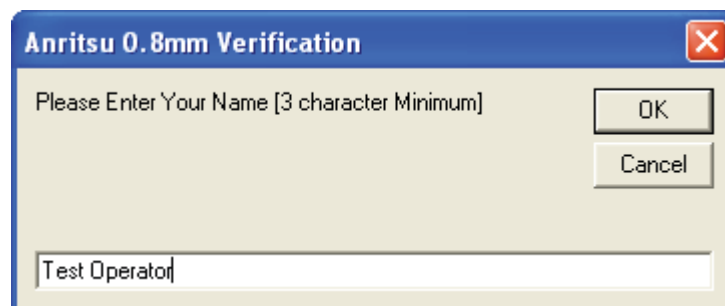 Anritsu 0.8mm Verification
Please Enter Your Name [3 character Minimum]
OK
Cancel
Test Operator